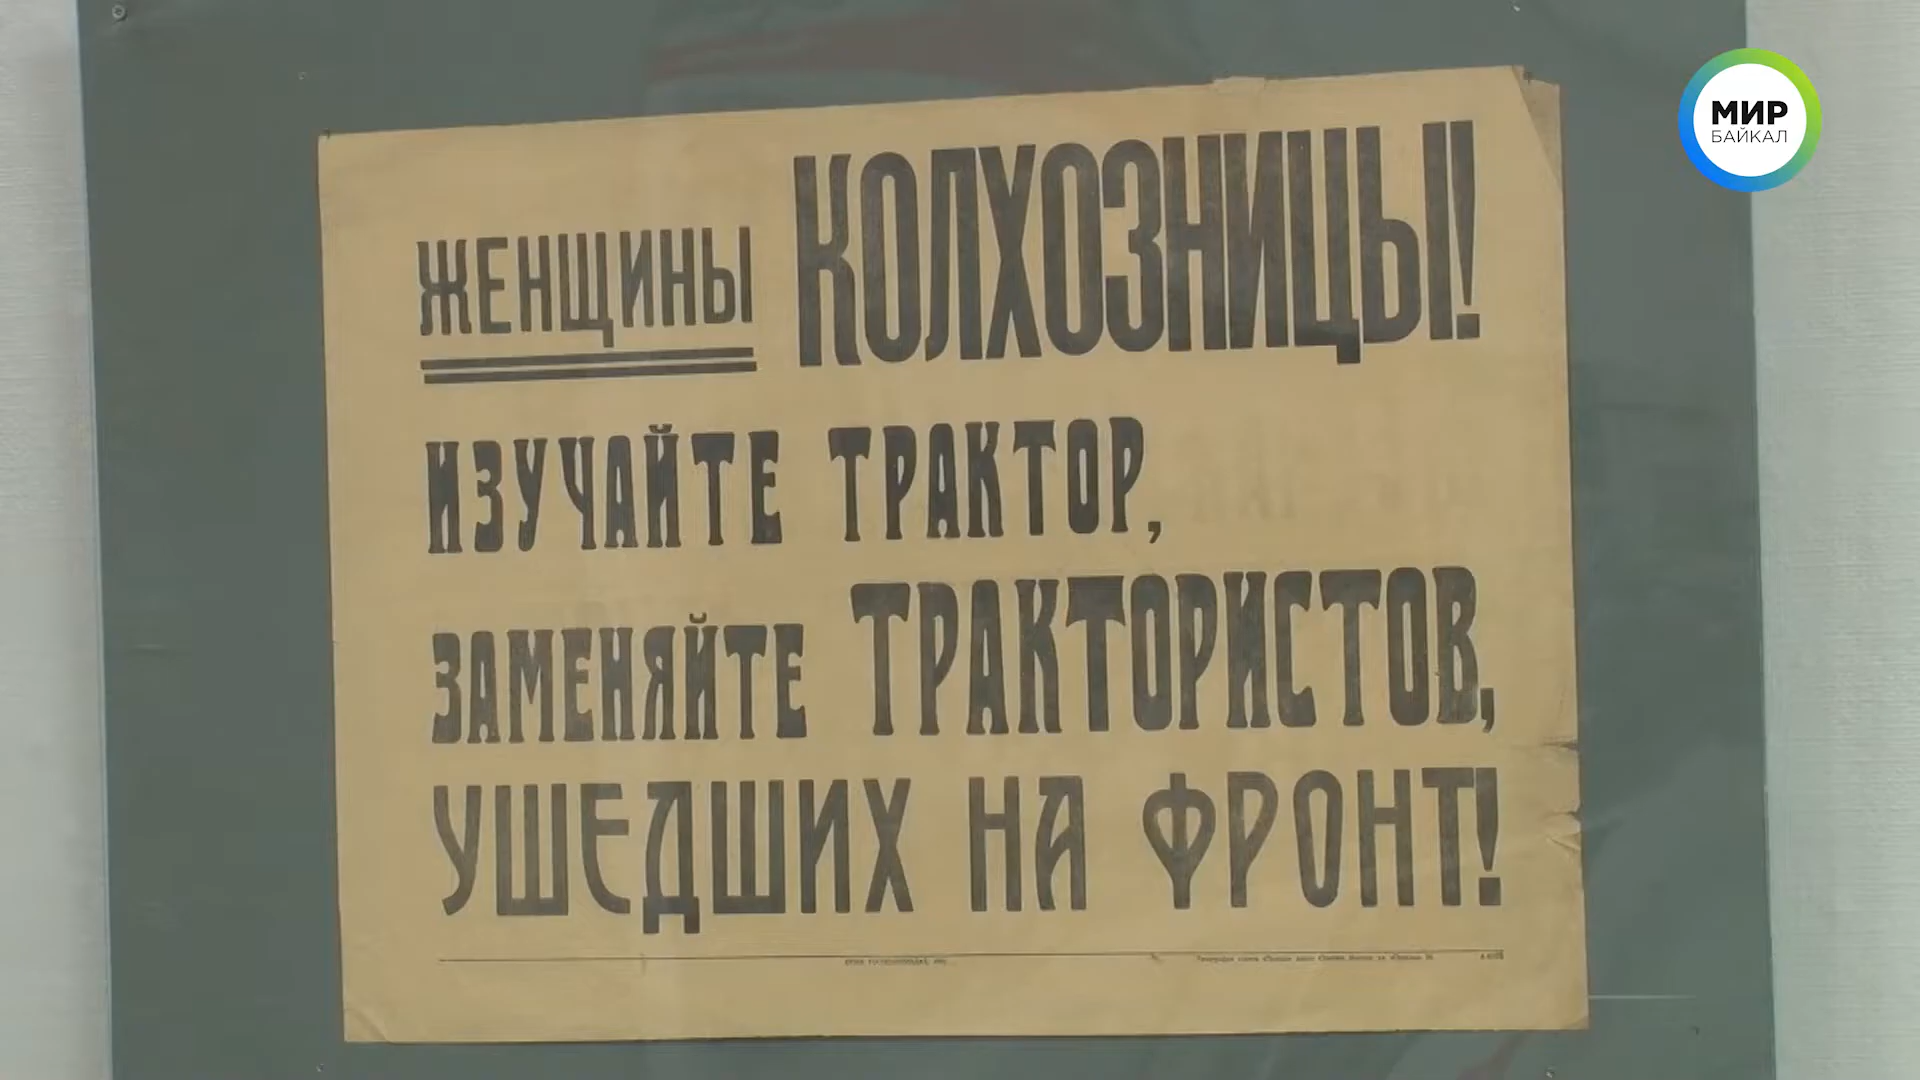 МИР
БАЙКАЛ
ЖЕНЩИНЫ КОЛХОЗНИЦЫ!
ИЗУЧАЙТЕ ТРАКТОР,
ЗАМЕНЯЙТЕ ТРАКТОРИСТОВ,
УШЕДШИХ НА ФРОНТ!